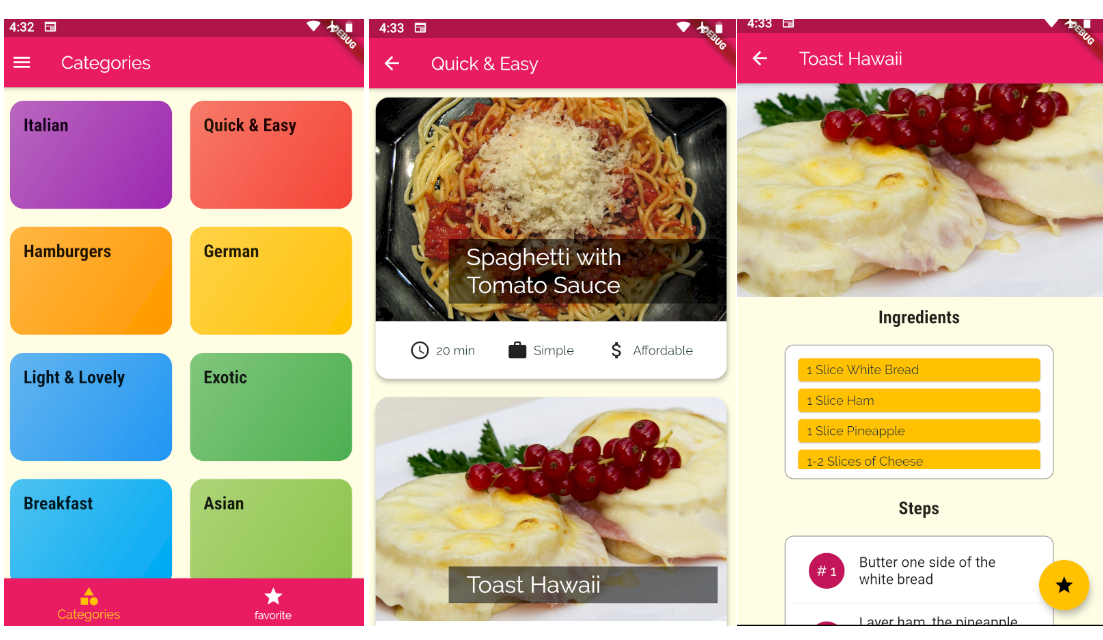 4:32
DEBUG
Categories
Italian
Quick & Easy
Hamburgers
German
Light & Lovely
Exotic
Breakfast
Asian
Categories
favorite
4:33
DEBUG
Quick & Easy
Spaghetti with
Tomato Sauce
20 min
Simple
$
Affordable
Toast Hawaii
4:33
DEBUG
Toast Hawaii
Ingredients
1 Slice White Bread
1 Slice Ham
1 Slice Pineapple
1-2 Slices of Cheese
Steps
# 1
Butter one side of the
white bread
Layer ham, the pineapple